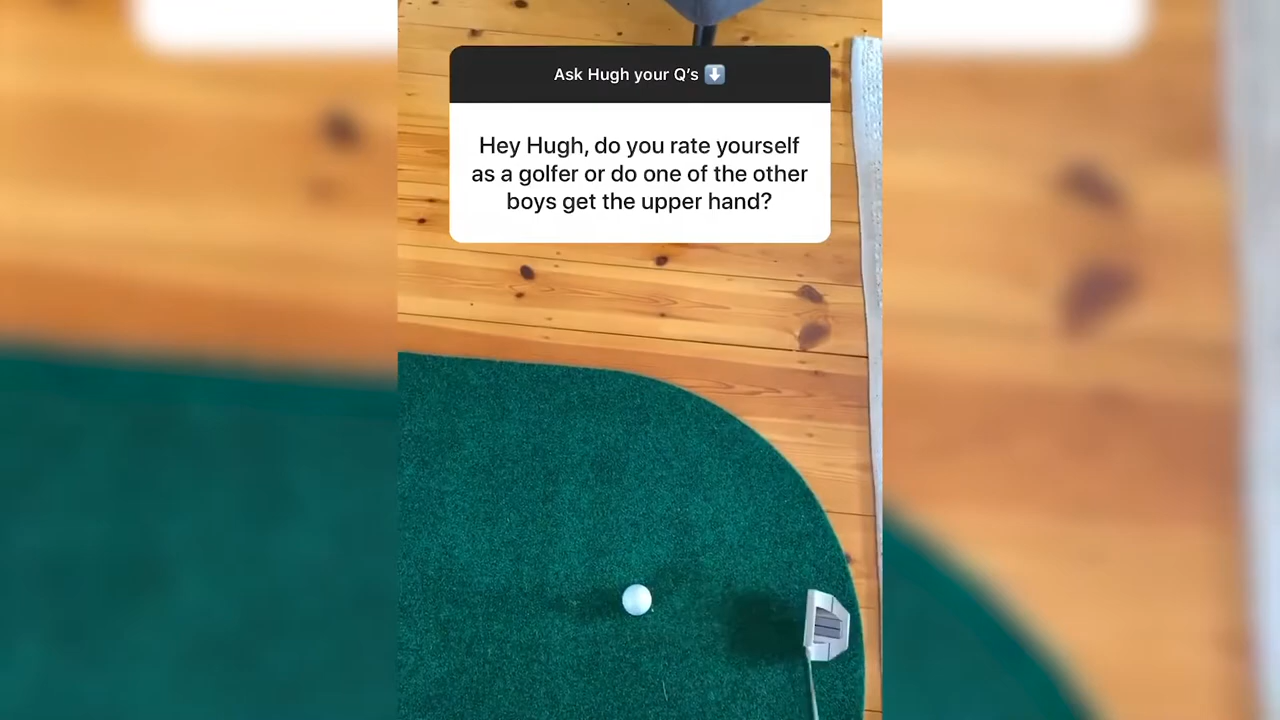 Ask Hugh your Q's ⬇️
Hey Hugh, do you rate yourself
as a golfer or do one of the other
boys get the upper hand?